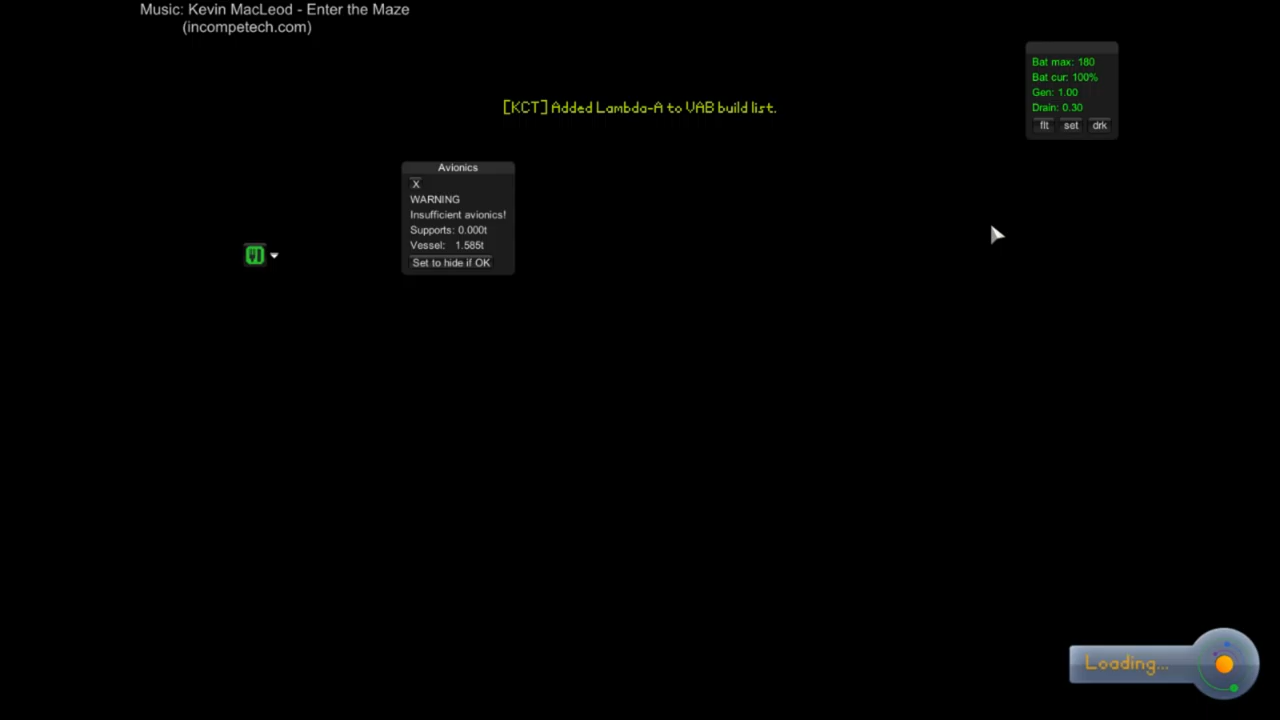 Music: Kevin MacLeod - Enter the Maze
(incompetech.com)
Bat max: 180
Bat cur: 100%
Gen: 1.00
Drain: 0.30
flt set drk
[KCT] Added Lambda-A to VAB build list.
Avionics
X
WARNING
Insufficient avionics!
Supports: 0.000t
Vessel: 1.585t
Set to hide if OK
Loading...